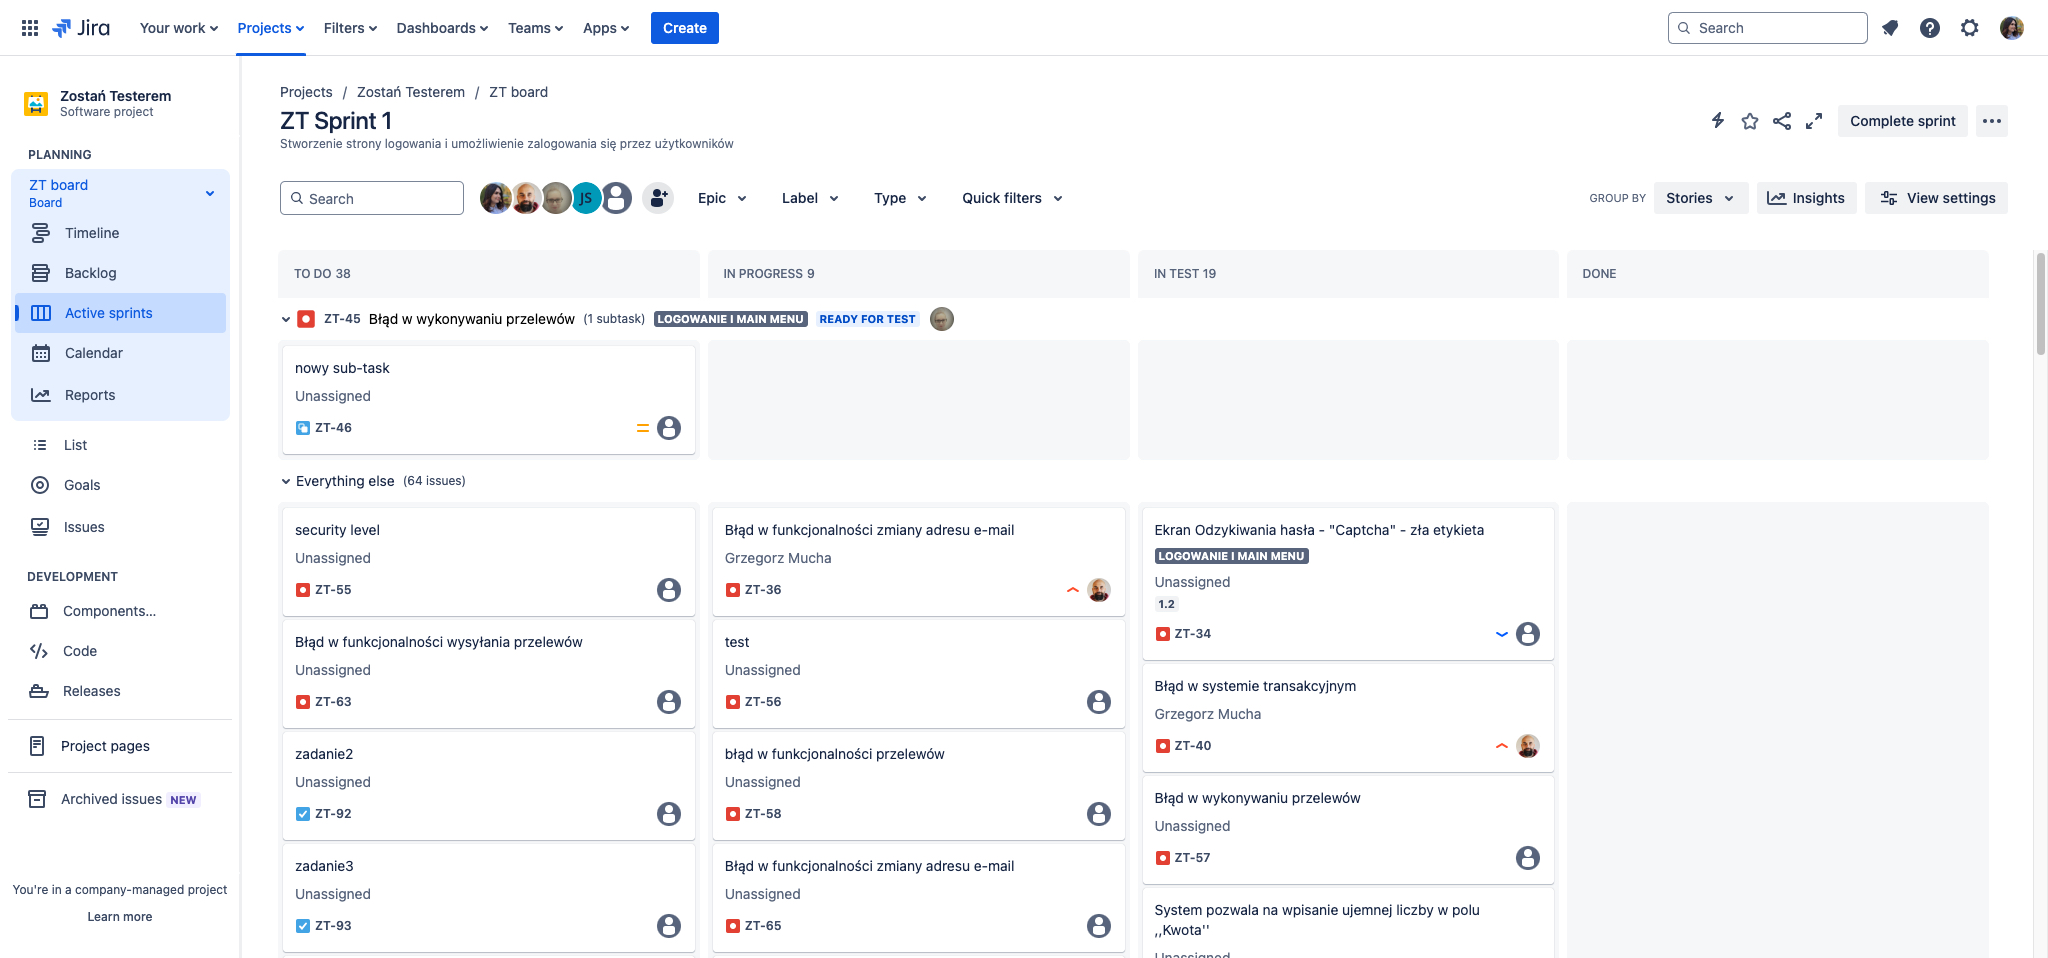 Jira
Your work
Projects
Filters
Dashboards
Teams
Apps
Create
Search
Zostań Testerem
Software project
PLANNING
ZT board
Board
Timeline
Backlog
Active sprints
Calendar
Reports
List
Goals
Issues
DEVELOPMENT
Components...
Code
Releases
Project pages
Archived issues NEW
You're in a company-managed project
Learn more
Projects / Zostań Testerem / ZT board
ZT Sprint 1
Stworzenie strony logowania i umożliwienie zalogowania się przez użytkowników
Complete sprint
Search
JS
Epic
Label
Type
Quick filters
GROUP BY
Stories
Insights
View settings
TO DO 38
IN PROGRESS 9
IN TEST 19
DONE
ZT-45 Błąd w wykonywaniu przelewów (1 subtask) LOGOWANIE I MAIN MENU READY FOR TEST
nowy sub-task
Unassigned
ZT-46
Everything else (64 issues)
security level
Unassigned
ZT-55
Błąd w funkcjonalności wysyłania przelewów
Unassigned
ZT-63
zadanie2
Unassigned
ZT-92
zadanie3
Unassigned
ZT-93
Błąd w funkcjonalności zmiany adresu e-mail
Grzegorz Mucha
ZT-36
test
Unassigned
ZT-56
błąd w funkcjonalności przelewów
Unassigned
ZT-58
Błąd w funkcjonalności zmiany adresu e-mail
Unassigned
ZT-65
Ekran Odzykiwania hasła - "Captcha" - zła etykieta
LOGOWANIE I MAIN MENU
Unassigned
1.2
ZT-34
Błąd w systemie transakcyjnym
Grzegorz Mucha
ZT-40
Błąd w wykonywaniu przelewów
Unassigned
ZT-57
System pozwala na wpisanie ujemnej liczby w polu
,,Kwota''
Unassigned